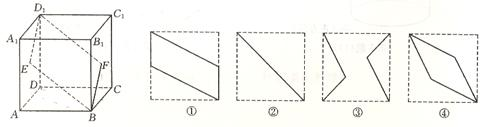 D₁ C₁
A₁ B₁
E F
D C
A B
① ② ③ ④